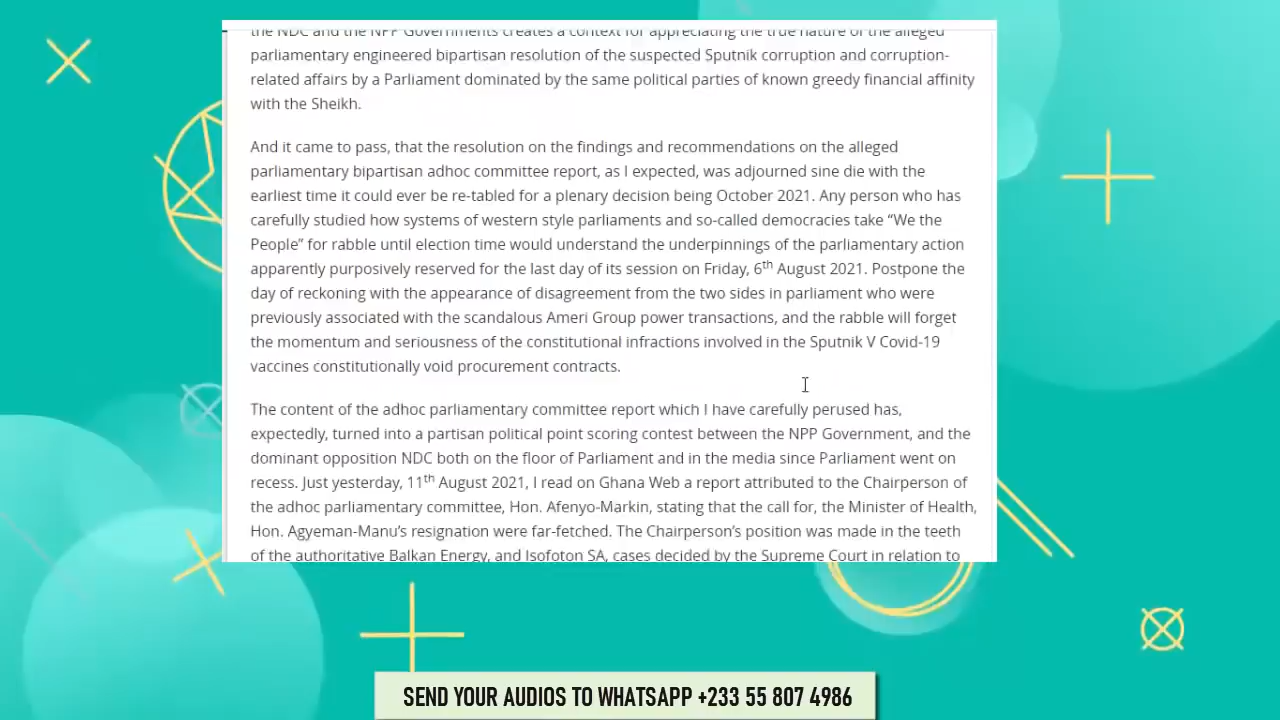 the NDC and the NPP Governments creates a context for appreciating the true nature of the alleged
parliamentary engineered bipartisan resolution of the suspected Sputnik corruption and corruption-
related affairs by a Parliament dominated by the same political parties of known greedy financial affinity
with the Sheikh.
And it came to pass, that the resolution on the findings and recommendations on the alleged
parliamentary bipartisan adhoc committee report, as I expected, was adjourned sine die with the
earliest time it could ever be re-tabled for a plenary decision being October 2021. Any person who has
carefully studied how systems of western style parliaments and so-called democracies take “We the
People” for rabble until election time would understand the underpinnings of the parliamentary action
apparently purposively reserved for the last day of its session on Friday, 6th August 2021. Postpone the
day of reckoning with the appearance of disagreement from the two sides in parliament who were
previously associated with the scandalous Ameri Group power transactions, and the rabble will forget
the momentum and seriousness of the constitutional infractions involved in the Sputnik V Covid-19
vaccines constitutionally void procurement contracts.
The content of the adhoc parliamentary committee report which I have carefully perused has,
expectedly, turned into a partisan political point scoring contest between the NPP Government, and the
dominant opposition NDC both on the floor of Parliament and in the media since Parliament went on
recess. Just yesterday, 11th August 2021, I read on Ghana Web a report attributed to the Chairperson of
the adhoc parliamentary committee, Hon. Afenyo-Markin, stating that the call for, the Minister of Health,
Hon. Agyeman-Manu’s resignation were far-fetched. The Chairperson’s position was made in the teeth
of the authoritative Balkan Energy, and Isofoton SA, cases decided by the Supreme Court in relation to
SEND YOUR AUDIOS TO WHATSAPP +233 55 807 4986